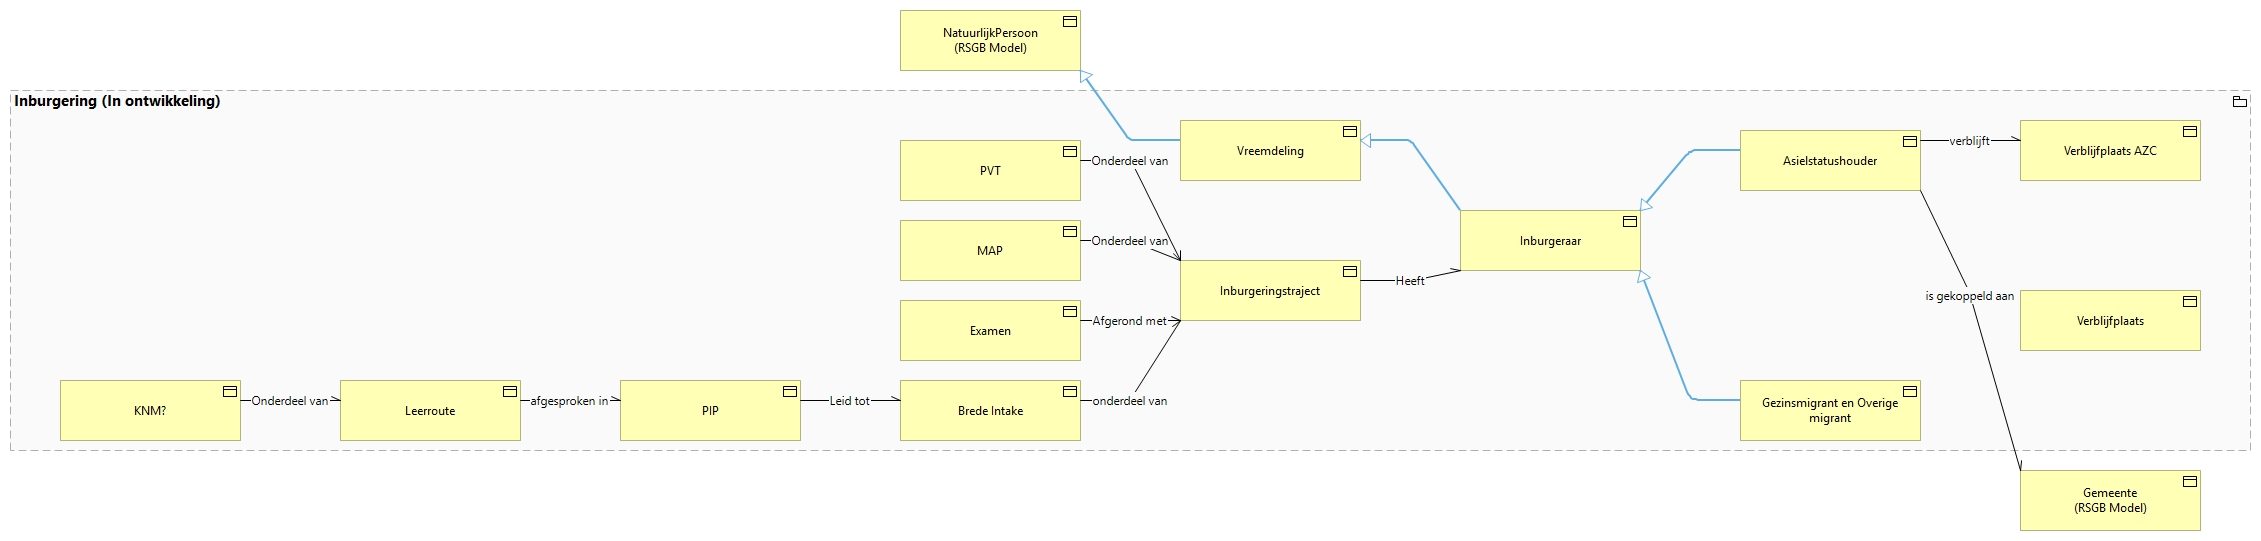 NatuurlijkPersoon
(RSGB Model)
Inburgering (In ontwikkeling)
Vreemdeling
PVT
Onderdeel van
Asielstatushouder
verblijft
Verblijfplaats AZC
MAP
Onderdeel van
Inburgeraar
Inburgeringstraject
Heeft
is gekoppeld aan
Verblijfplaats
Examen
Afgerond met
KNM?
Onderdeel van
Leerroute
afgesproken in
PIP
Leid tot
Brede Intake
onderdeel van
Gezinsmigrant en Overige
migrant
Gemeente
(RSGB Model)